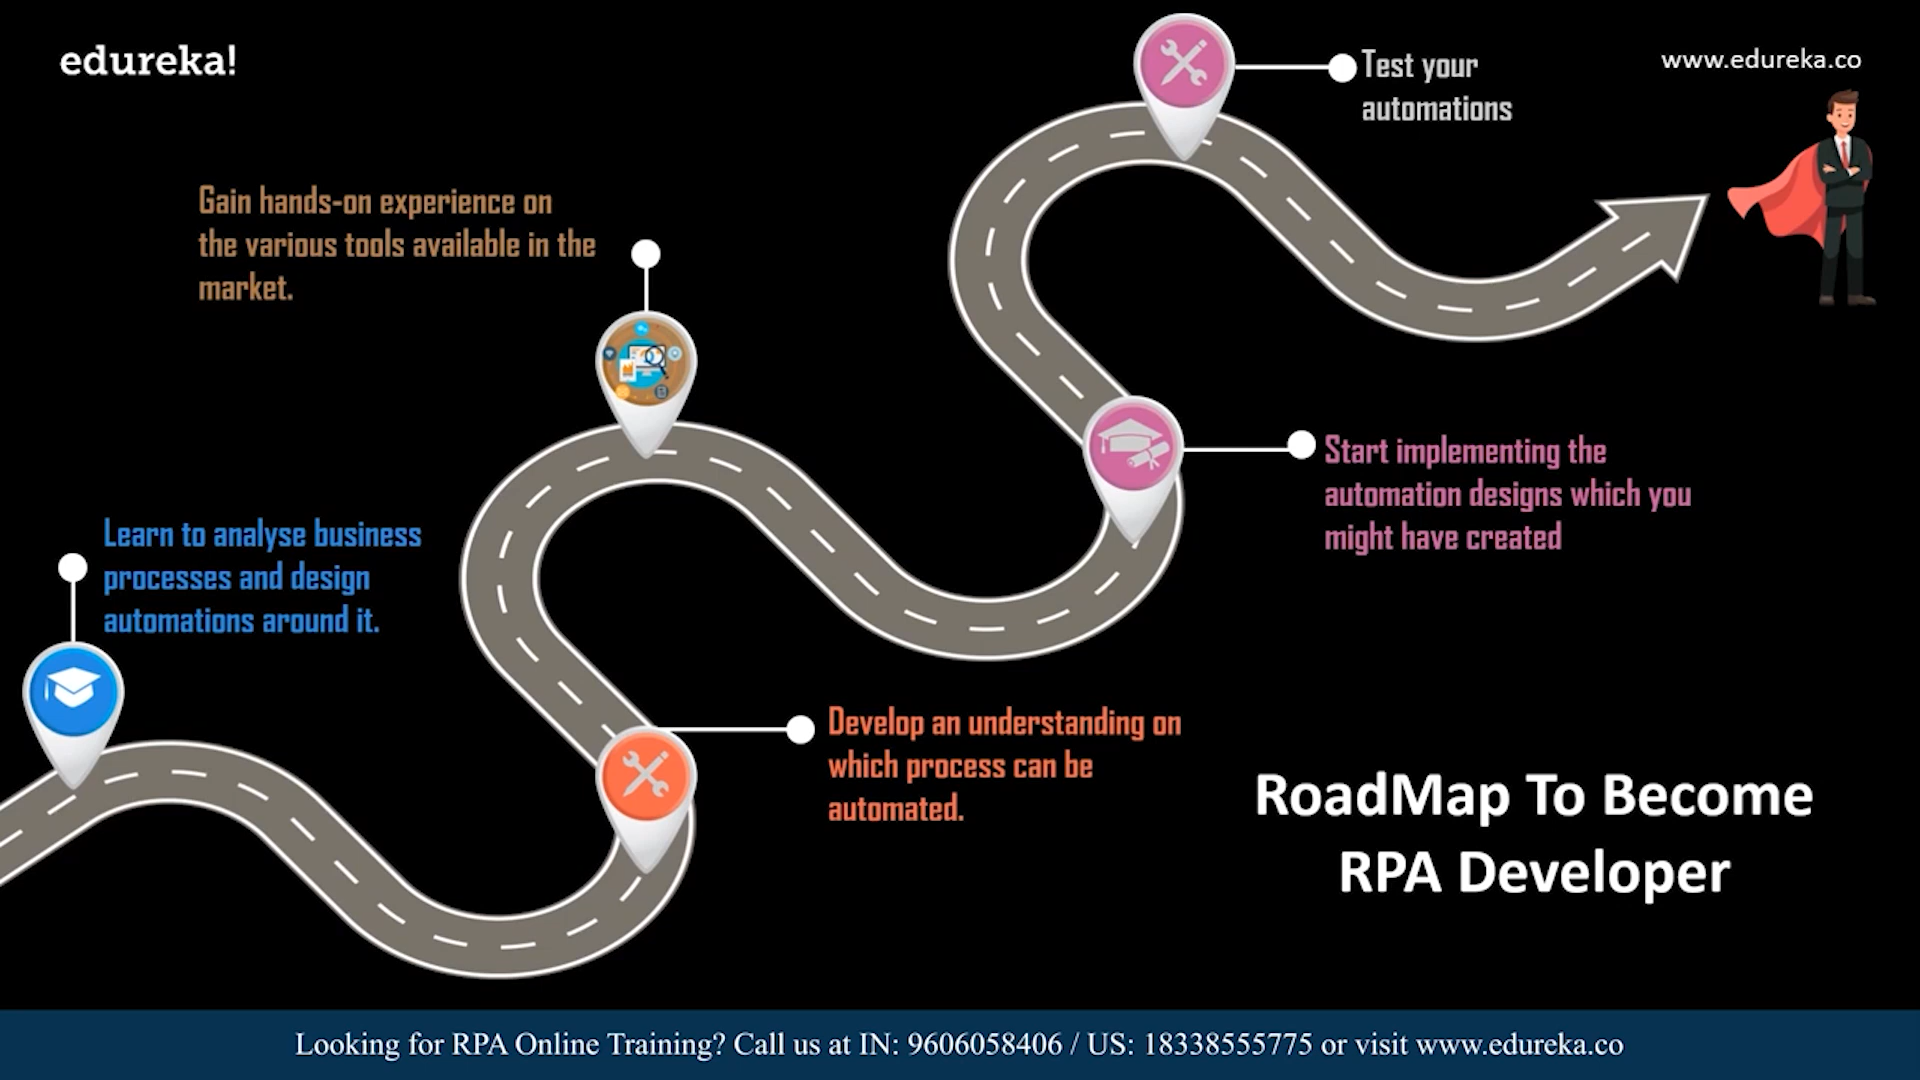 edureka!
www.edureka.co
Test your
automations
Gain hands-on experience on
the various tools available in the
market.
Start implementing the
automation designs which you
might have created
Learn to analyse business
processes and design
automations around it.
Develop an understanding on
which process can be
automated.
RoadMap To Become
RPA Developer
Looking for RPA Online Training? Call us at IN: 9606058406 / US: 18338555775 or visit www.edureka.co